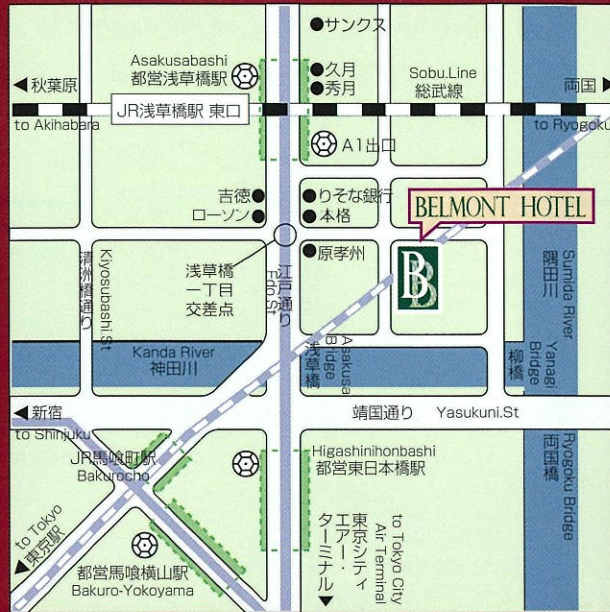 サンクス
Asakusabashi
都営浅草橋駅
久月
秀月
Sobu.Line
総武線
秋葉原
to Akihabara
JR浅草橋駅 東口
両国
to Ryogoku
A1出口
吉徳
ローソン
りそな銀行
本格
BELMONT HOTEL
BB
原孝州
浅草橋
一丁目
交差点
清洲橋通り
Kiyosubashi.St
江戸通り
Edo.St
Sumida River
隅田川
Kanda River
神田川
Asakusa
Bridge
浅草橋
Yanagi
Bridge
柳橋
新宿
to Shinjuku
靖国通り Yasukuni.St
JR馬喰町駅
Bakurocho
Higashinihonbashi
都営東日本橋駅
Ryogoku Bridge
両国橋
to Tokyo
東京駅
都営馬喰横山駅
Bakuro-Yokoyama
to Tokyo City
Air Terminal
東京シティ
エアー・
ターミナル